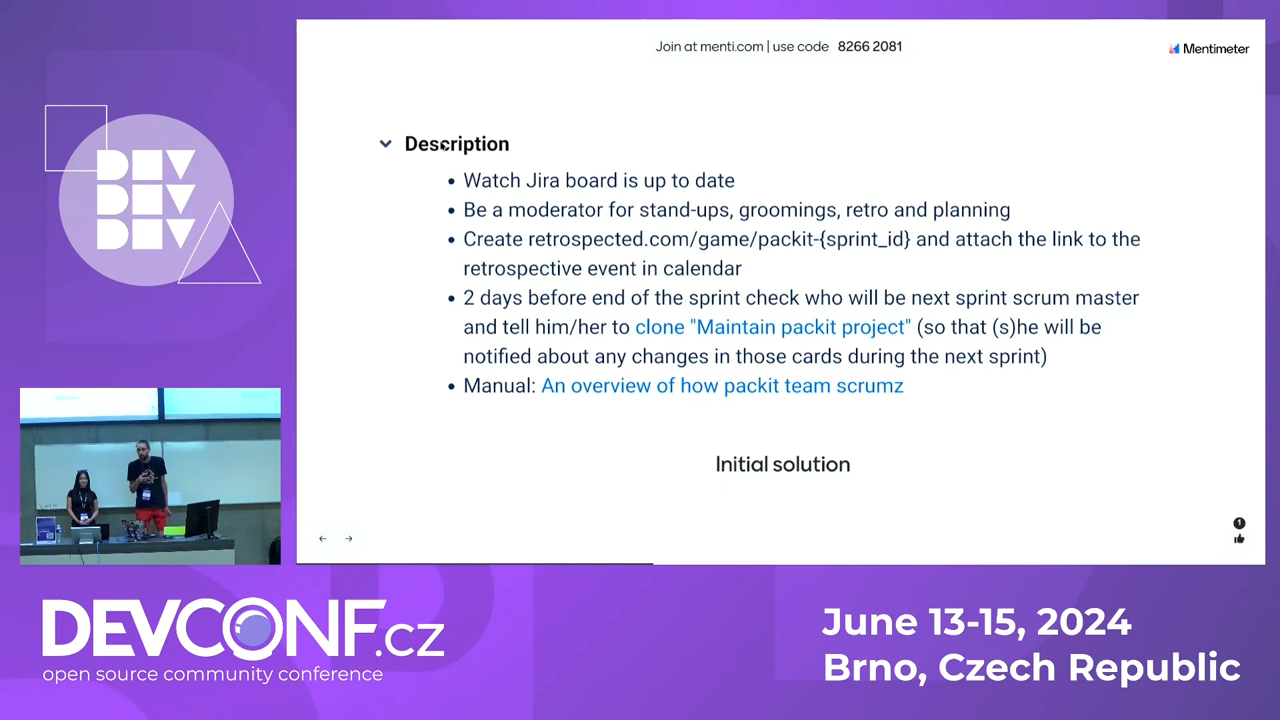 Join at menti.com | use code 8266 2081
Mentimeter
DEV
DEV
DEV
Description
• Watch Jira board is up to date
• Be a moderator for stand-ups, groomings, retro and planning
• Create retrospected.com/game/packit-{sprint_id} and attach the link to the
retrospective event in calendar
• 2 days before end of the sprint check who will be next sprint scrum master
and tell him/her to clone "Maintain packit project" (so that (s)he will be
notified about any changes in those cards during the next sprint)
• Manual: An overview of how packit team scrumz
Initial solution
1
DEVCONF.cz
open source community conference
June 13-15, 2024
Brno, Czech Republic